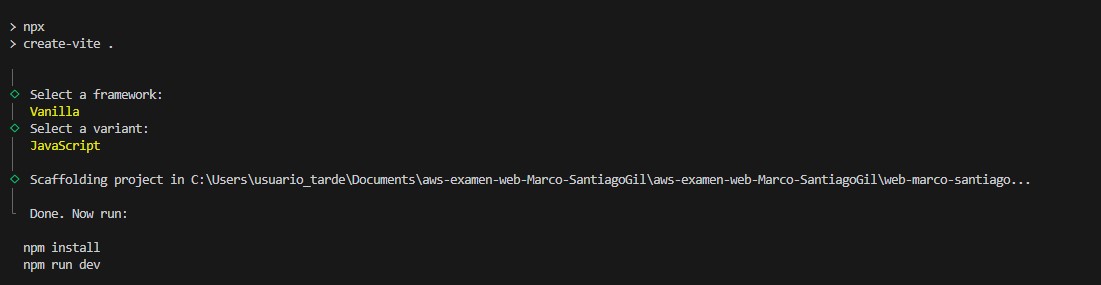 > npx
> create-vite .
Select a framework:
Vanilla
Select a variant:
JavaScript
Scaffolding project in C:\Users\usuario_tarde\Documents\aws-examen-web-Marco-SantiagoGil\aws-examen-web-Marco-SantiagoGil\web-marco-santiago...
Done. Now run:
npm install
npm run dev